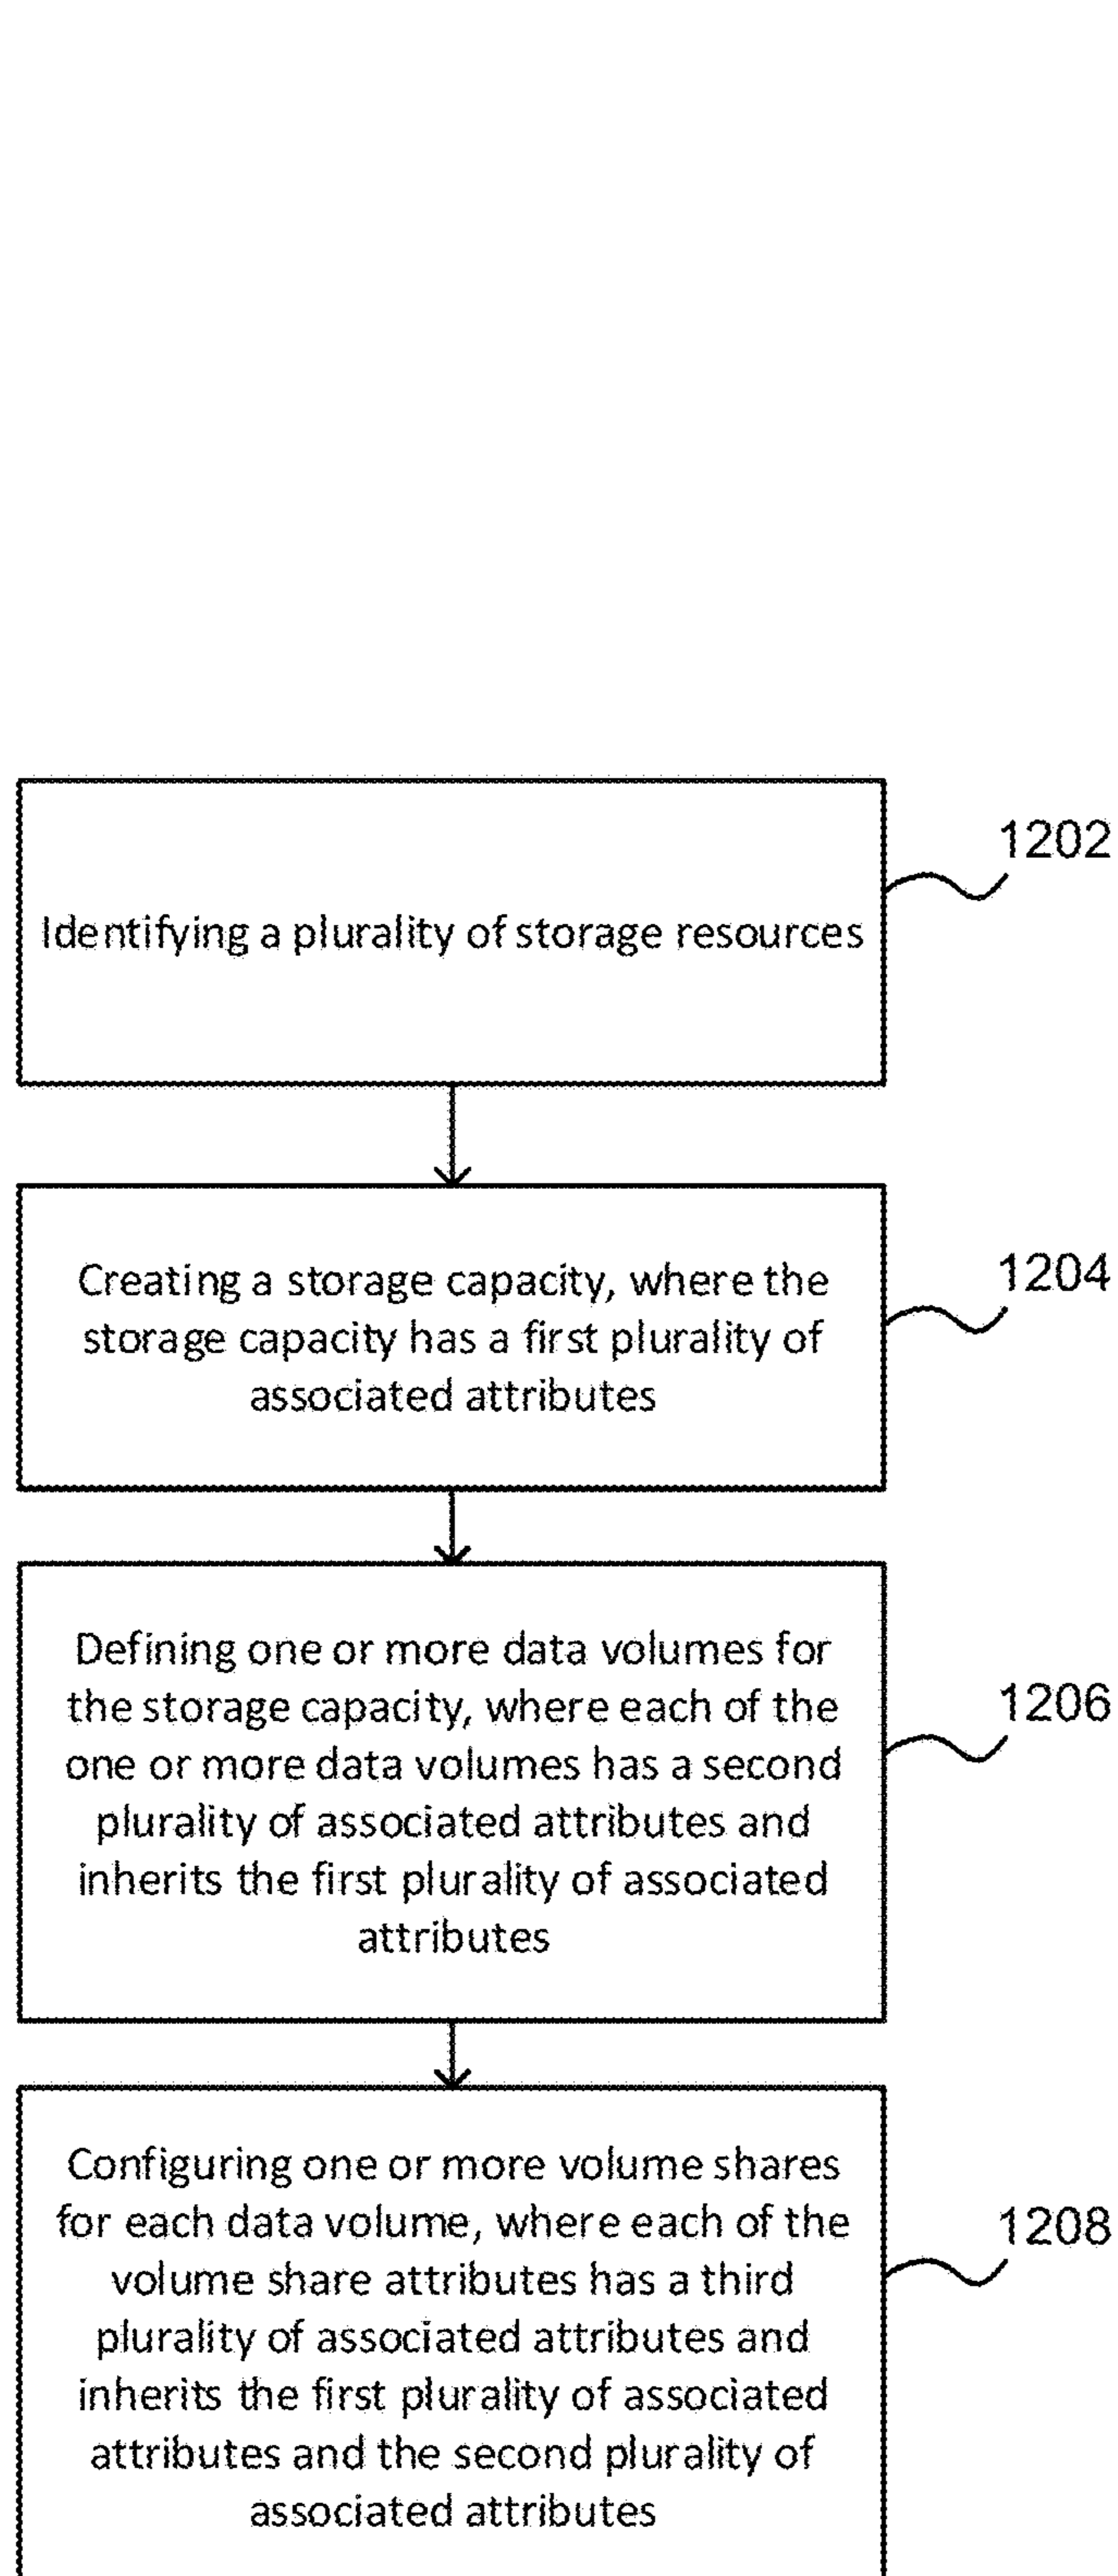 1202
Identifying a plurality of storage resources
1204
Creating a storage capacity, where the
storage capacity has a first plurality of
associated attributes
1206
Defining one or more data volumes for
the storage capacity, where each of the
one or more data volumes has a second
plurality of associated attributes and
inherits the first plurality of associated
attributes
1208
Configuring one or more volume shares
for each data volume, where each of the
volume share attributes has a third
plurality of associated attributes and
inherits the first plurality of associated
attributes and the second plurality of
associated attributes